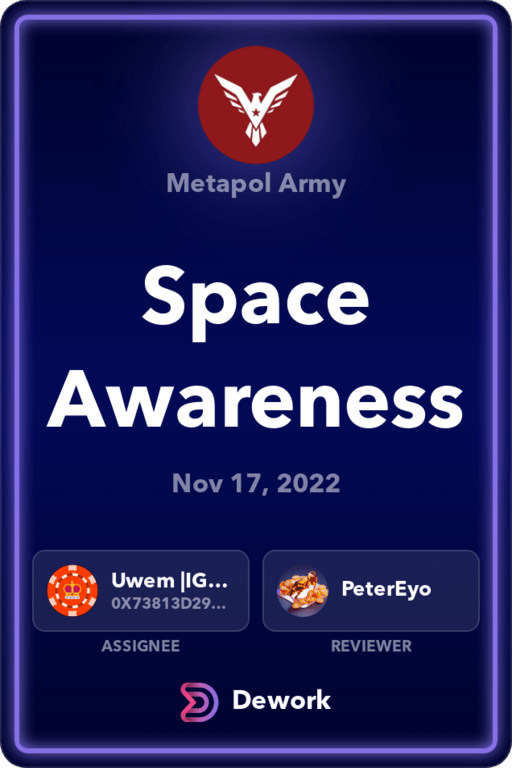 Metapol Army
Space
Awareness
Nov 17, 2022
Uwem |IG...
0X73813D29...
ASSIGNEE
PeterEyo
REVIEWER
Dework